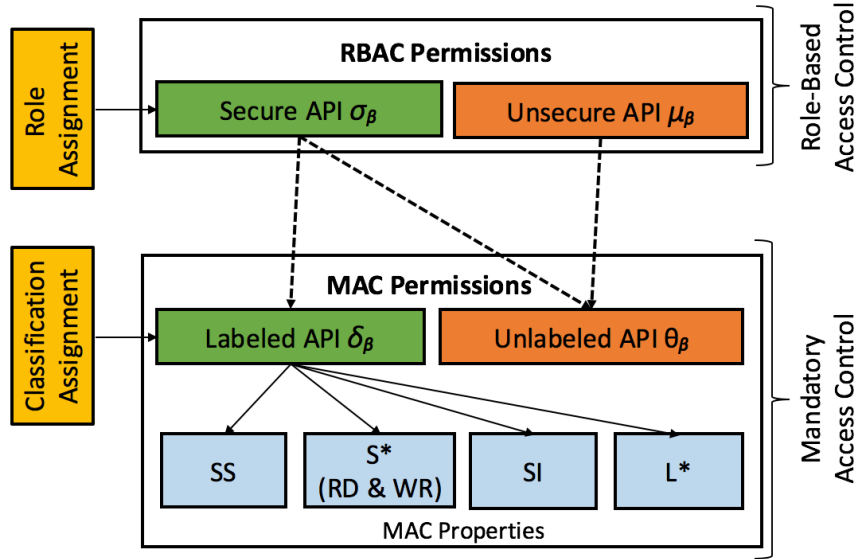 RBAC Permissions
Role-Based
Access Control
Role
Assignment
Secure API σβ
Unsecure API μβ
MAC Permissions
Mandatory
Access Control
Classification
Assignment
Labeled API δβ
Unlabeled API θβ
SS
S*
(RD & WR)
SI
L*
MAC Properties